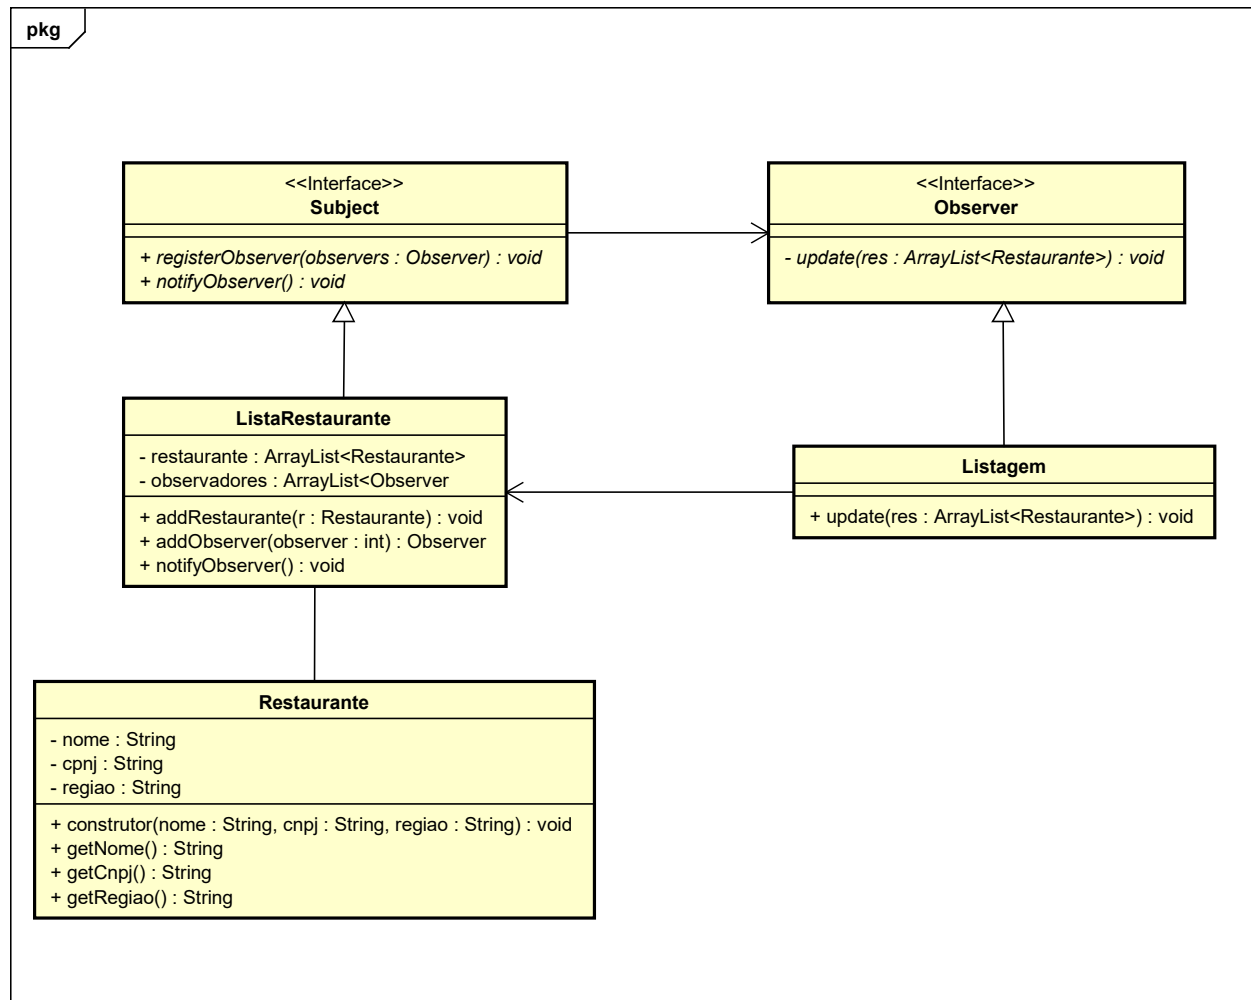 pkg
<<Interface>>
Subject
+ registerObserver(observers : Observer) : void
+ notifyObserver() : void
<<Interface>>
Observer
- update(res : ArrayList<Restaurante>) : void
ListaRestaurante
- restaurante : ArrayList<Restaurante>
- observadores : ArrayList<Observer
+ addRestaurante(r : Restaurante) : void
+ addObserver(observer : int) : Observer
+ notifyObserver() : void
Listagem
+ update(res : ArrayList<Restaurante>) : void
Restaurante
- nome : String
- cpnj : String
- regiao : String
+ construtor(nome : String, cnpj : String, regiao : String) : void
+ getNome() : String
+ getCnpj() : String
+ getRegiao() : String